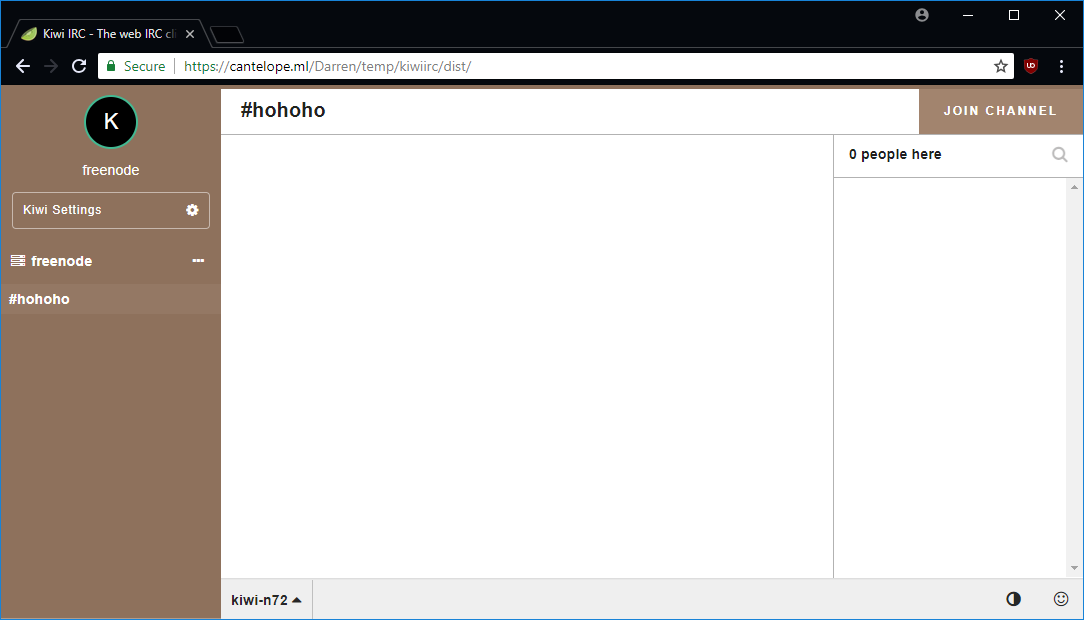 Kiwi IRC - The web IRC cli
Secure
https://cantelope.ml/Darren/temp/kiwiirc/dist/
K
freenode
Kiwi Settings
freenode
#hohoho
#hohoho
JOIN CHANNEL
0 people here
kiwi-n72